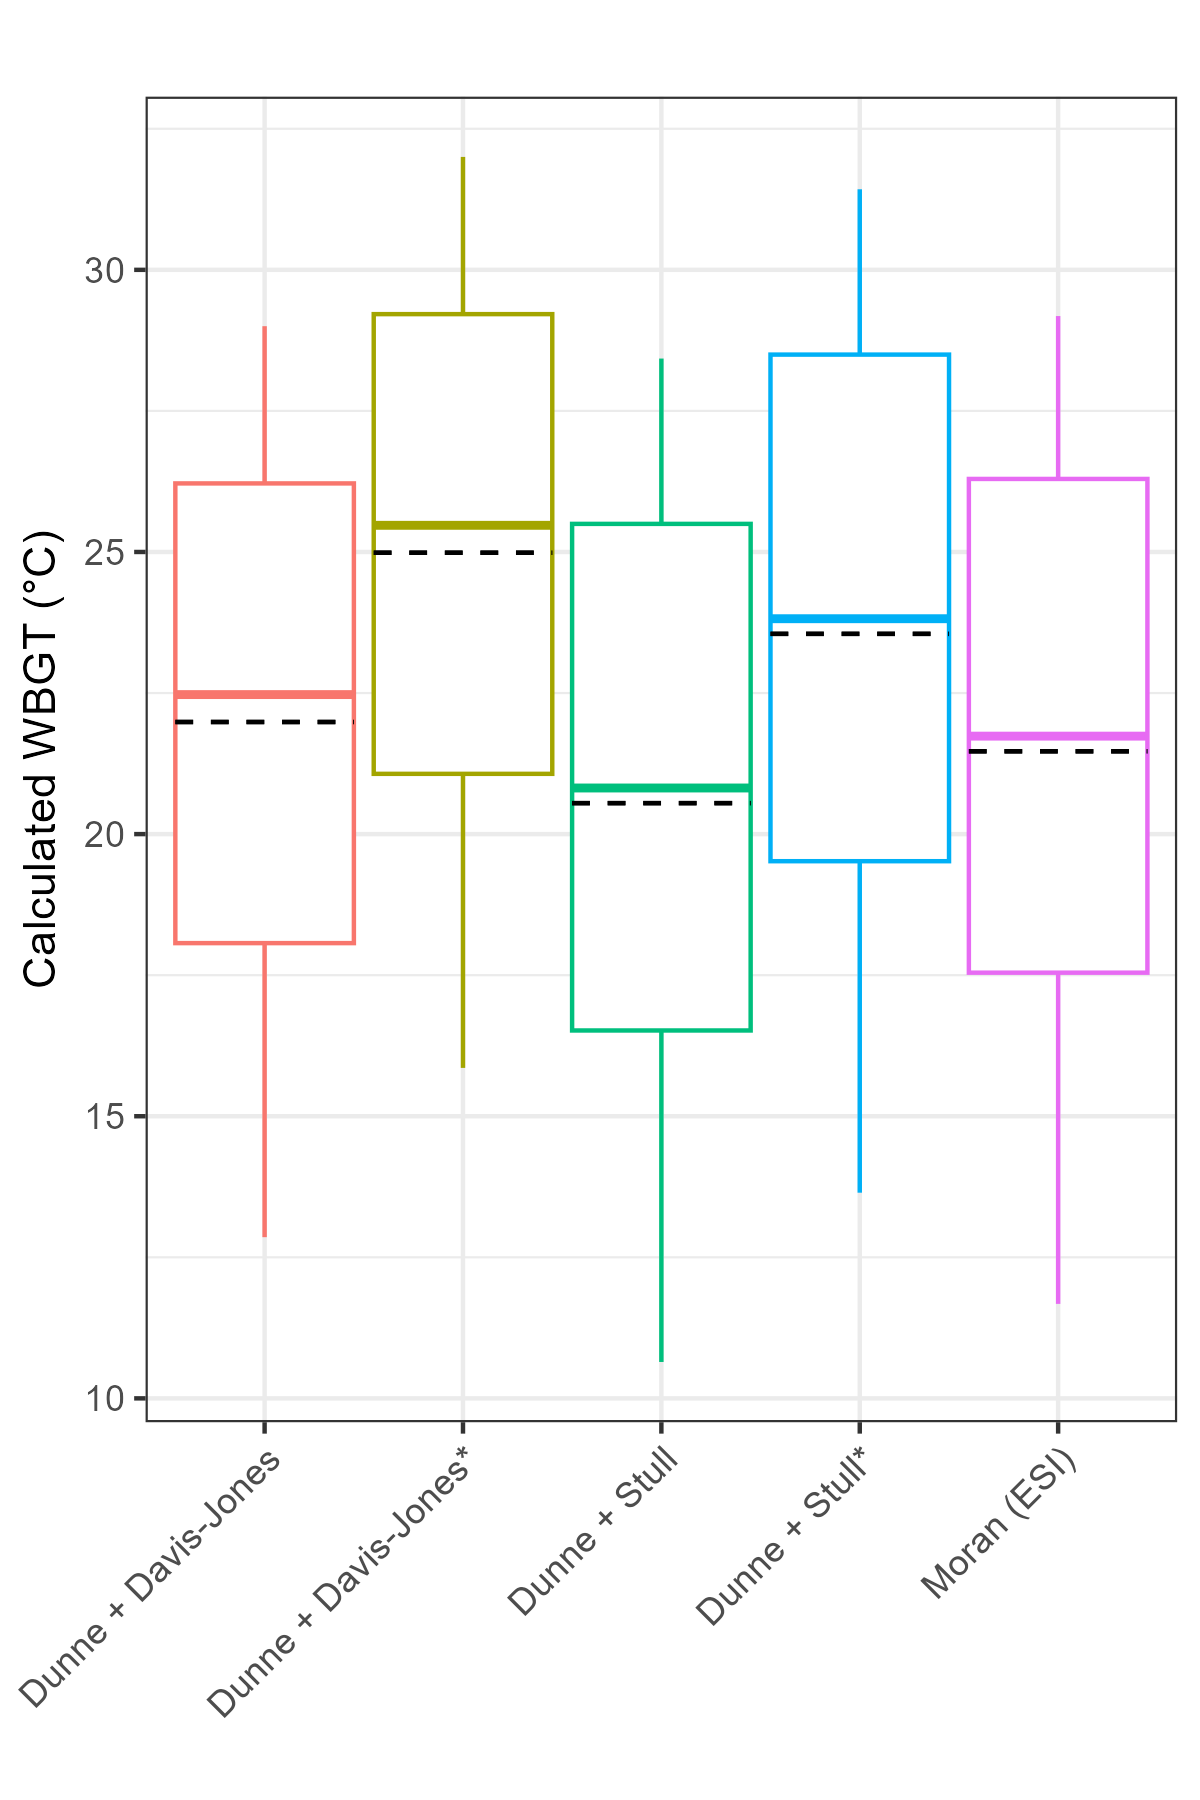 Calculated WBGT (°C)
30
25
20
15
10
Dunne + Davis-Jones
Dunne + Davis-Jones*
Dunne + Stull
Dunne + Stull*
Moran (ESI)